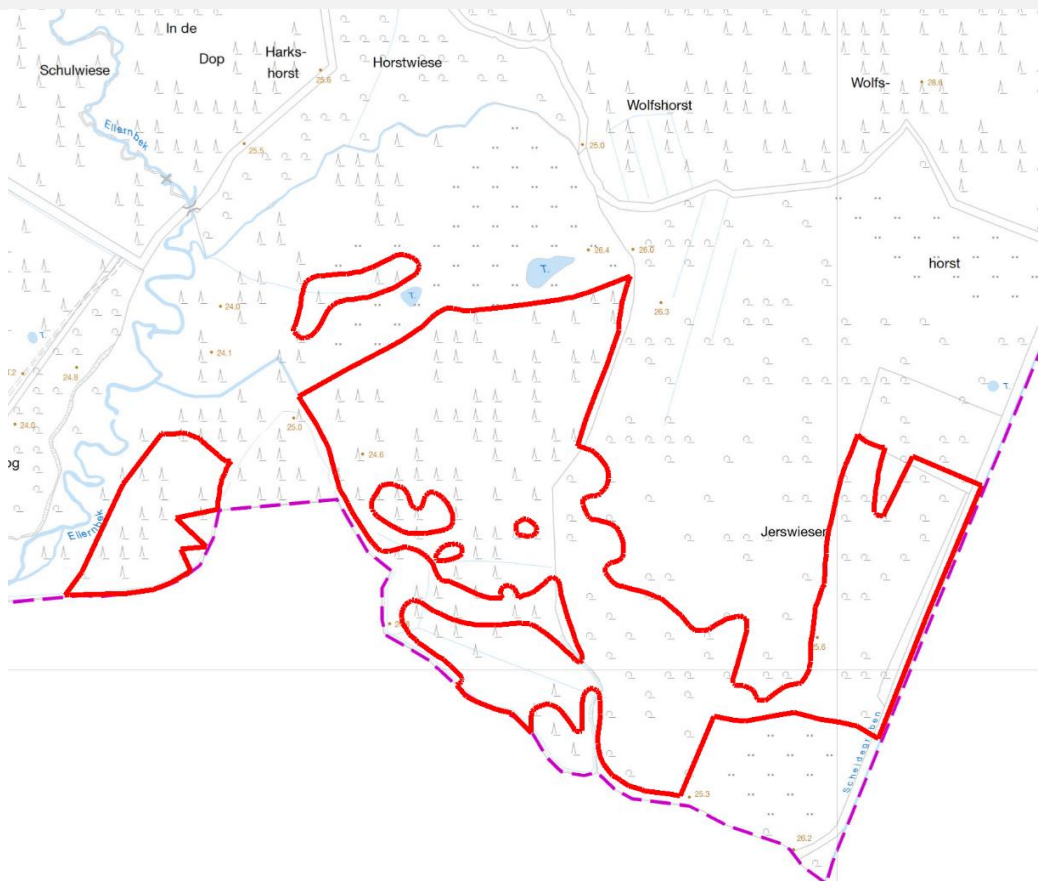 In de
Dop
Schulwiese
Harks-
horst
25.6
Horstwiese
Wolfshorst
Wolfs-
28.8
Ellernbek
25.5
25.0
26.4
26.0
horst
T.
T.
24.0
26.3
T.
24.1
24.8
T.
25.0
24.0
24.6
og
Ellernbek
Jerswiesen
25.6
Scheidegraben
25.3
26.2